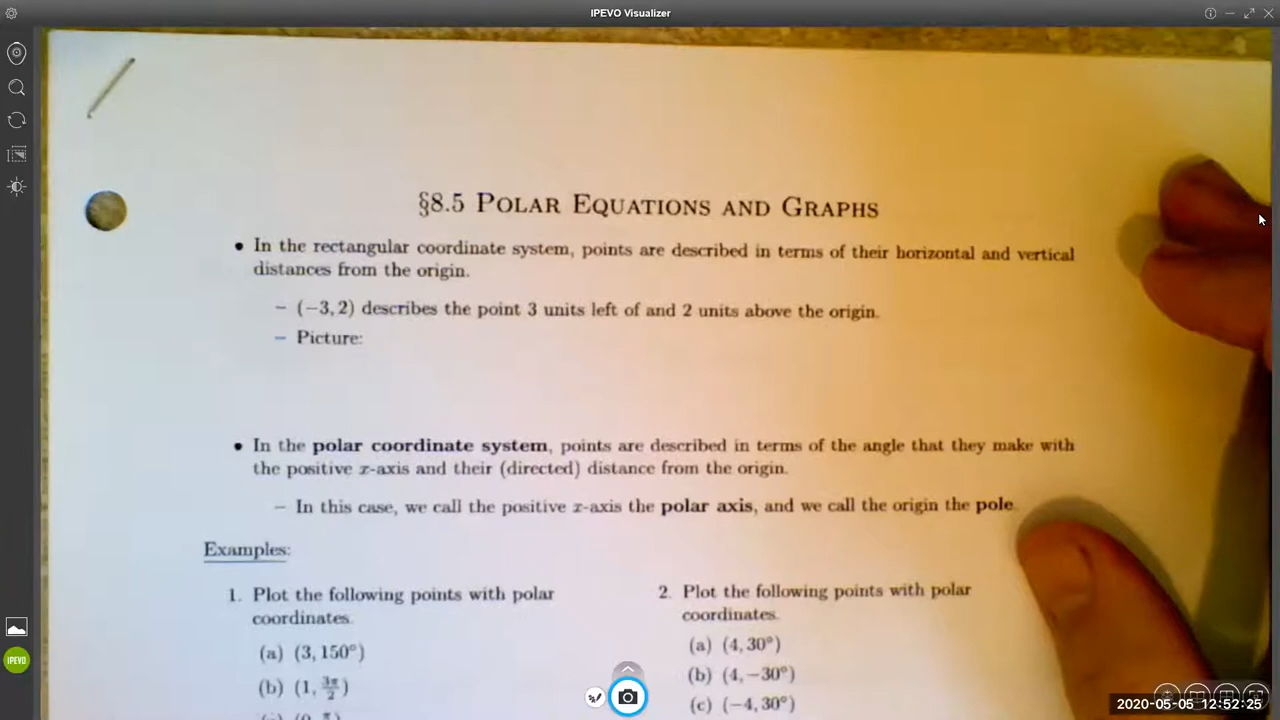 IPEVO Visualizer
§8.5 Polar Equations and Graphs
• In the rectangular coordinate system, points are described in terms of their horizontal and vertical
distances from the origin.
– (−3, 2) describes the point 3 units left of and 2 units above the origin.
– Picture:
• In the polar coordinate system, points are described in terms of the angle that they make with
the positive x-axis and their (directed) distance from the origin.
– In this case, we call the positive x-axis the polar axis, and we call the origin the pole.
Examples:
1. Plot the following points with polar
coordinates.
(a) (3, 150°)
(b) (1, 3π/2)
2. Plot the following points with polar
coordinates.
(a) (4, 30°)
(b) (4, −30°)
(c) (−4, 30°)
IPEVO
2020-05-05 12:52:25